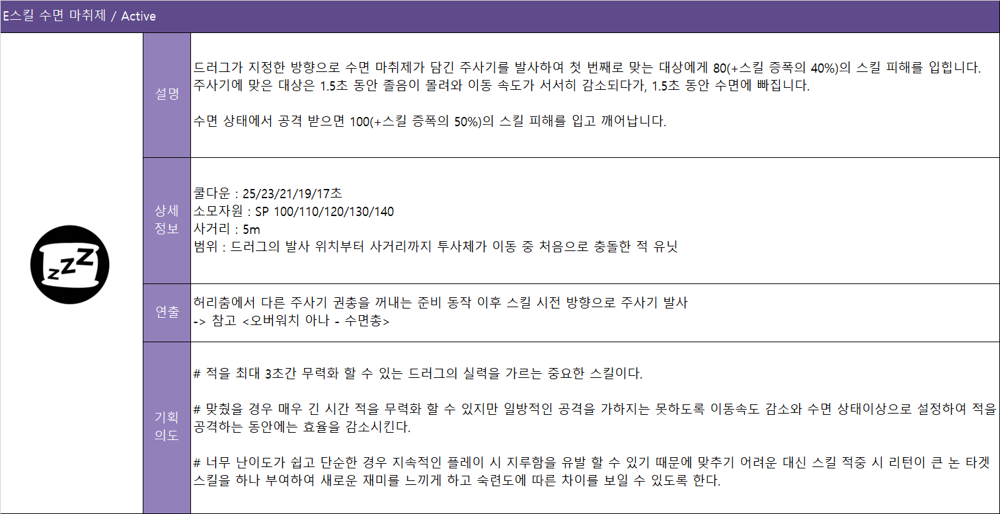 E스킬 수면 마취제 / Active
설명
드러그가 지정한 방향으로 수면 마취제가 담긴 주사기를 발사하여 첫 번째로 맞는 대상에게 80(+스킬 증폭의 40%)의 스킬 피해를 입힙니다.
주사기에 맞은 대상은 1.5초 동안 졸음이 몰려와 이동 속도가 서서히 감소되다가, 1.5초 동안 수면에 빠집니다.
수면 상태에서 공격 받으면 100(+스킬 증폭의 50%)의 스킬 피해를 입고 깨어납니다.
zZZ
상세
정보
쿨다운 : 25/23/21/19/17초
소모자원 : SP 100/110/120/130/140
사거리 : 5m
범위 : 드러그의 발사 위치부터 사거리까지 투사체가 이동 중 처음으로 충돌한 적 유닛
연출
허리춤에서 다른 주사기 권총을 꺼내는 준비 동작 이후 스킬 시전 방향으로 주사기 발사
-> 참고 <오버워치 아나 - 수면총>
기획
의도
# 적을 최대 3초간 무력화 할 수 있는 드러그의 실력을 가르는 중요한 스킬이다.
# 맞췄을 경우 매우 긴 시간 적을 무력화 할 수 있지만 일방적인 공격을 가하지는 못하도록 이동속도 감소와 수면 상태이상으로 설정하여 적을
공격하는 동안에는 효율을 감소시킨다.
# 너무 난이도가 쉽고 단순한 경우 지속적인 플레이 시 지루함을 유발 할 수 있기 때문에 맞추기 어려운 대신 스킬 적중 시 리턴이 큰 논 타겟
스킬을 하나 부여하여 새로운 재미를 느끼게 하고 숙련도에 따른 차이를 보일 수 있도록 한다.